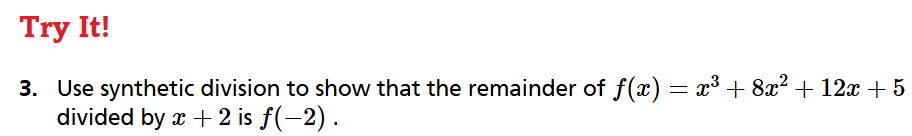 Try It!
3. Use synthetic division to show that the remainder of f(x) = x³ + 8x² + 12x + 5
divided by x + 2 is f(−2) .